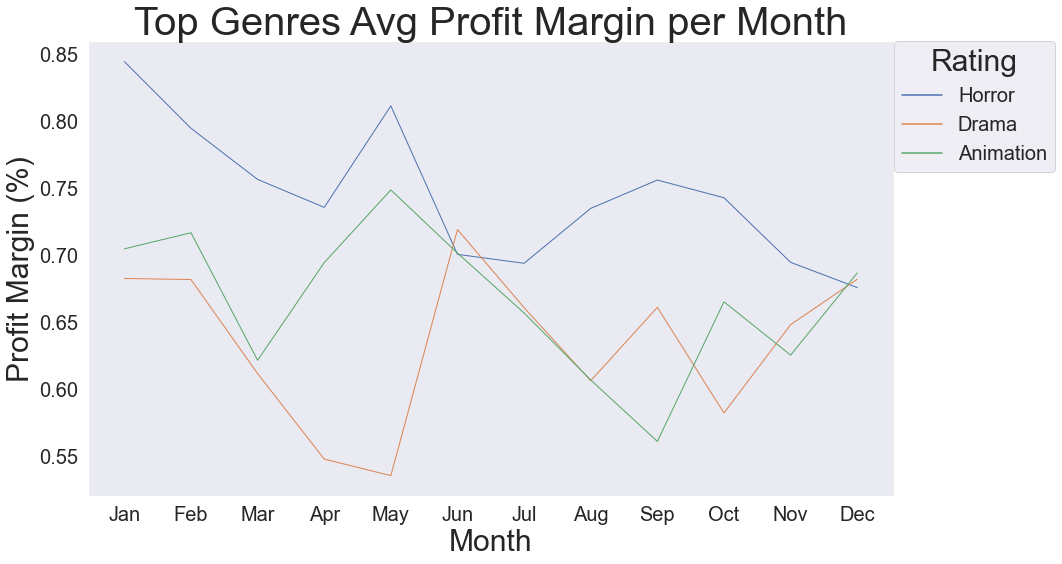 Top Genres Avg Profit Margin per Month
Rating
Horror
Drama
Animation
Profit Margin (%)
0.85
0.80
0.75
0.70
0.65
0.60
0.55
Jan Feb Mar Apr May Jun Jul Aug Sep Oct Nov Dec
Month